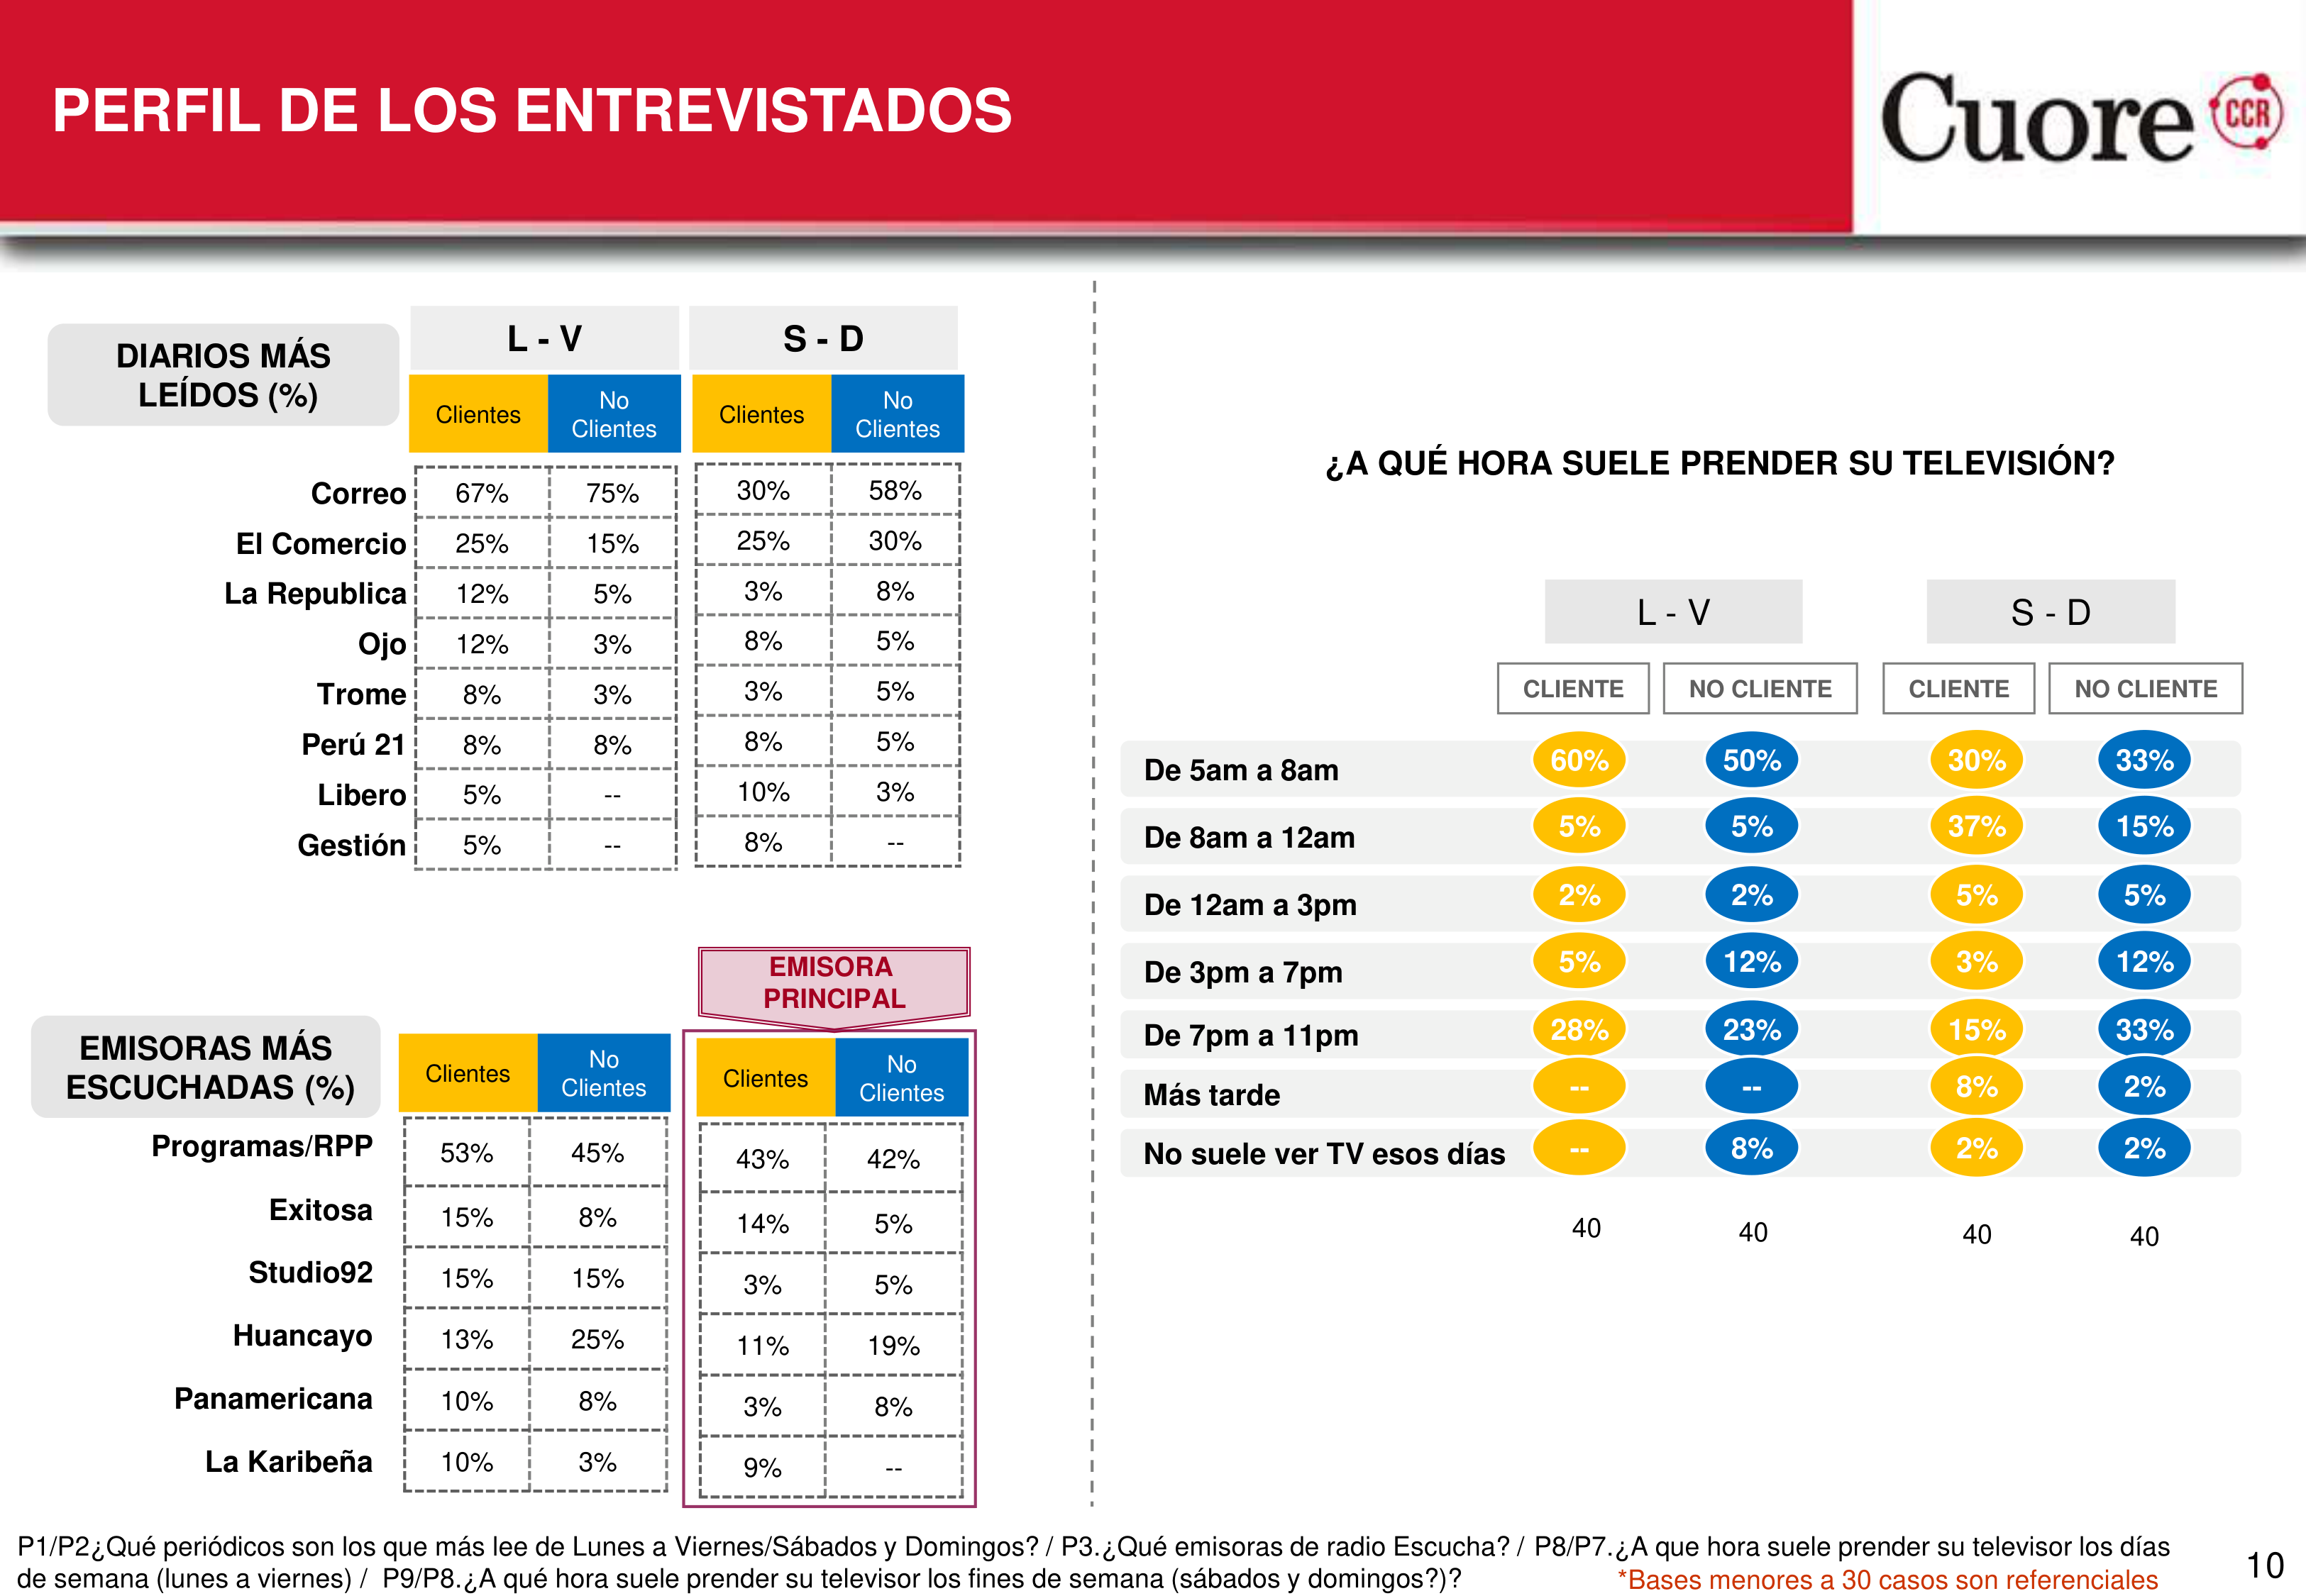 PERFIL DE LOS ENTREVISTADOS
Cuore CCR
DIARIOS MÁS
LEÍDOS (%)
L - V S - D
Clientes No Clientes Clientes No Clientes
Correo 67% 75% 30% 58%
El Comercio 25% 15% 25% 30%
La Republica 12% 5% 3% 8%
Ojo 12% 3% 8% 5%
Trome 8% 3% 3% 5%
Perú 21 8% 8% 8% 5%
Libero 5% -- 10% 3%
Gestión 5% -- 8% --
EMISORA
PRINCIPAL
EMISORAS MÁS
ESCUCHADAS (%)
Clientes No Clientes Clientes No Clientes
Programas/RPP 53% 45% 43% 42%
Exitosa 15% 8% 14% 5%
Studio92 15% 15% 3% 5%
Huancayo 13% 25% 11% 19%
Panamericana 10% 8% 3% 8%
La Karibeña 10% 3% 9% --
¿A QUÉ HORA SUELE PRENDER SU TELEVISIÓN?
L - V S - D
CLIENTE NO CLIENTE CLIENTE NO CLIENTE
De 5am a 8am 60% 50% 30% 33%
De 8am a 12am 5% 5% 37% 15%
De 12am a 3pm 2% 2% 5% 5%
De 3pm a 7pm 5% 12% 3% 12%
De 7pm a 11pm 28% 23% 15% 33%
Más tarde -- -- 8% 2%
No suele ver TV esos días -- 8% 2% 2%
40 40 40 40
P1/P2¿Qué periódicos son los que más lee de Lunes a Viernes/Sábados y Domingos? / P3.¿Qué emisoras de radio Escucha? / P8/P7.¿A que hora suele prender su televisor los días
de semana (lunes a viernes) / P9/P8.¿A qué hora suele prender su televisor los fines de semana (sábados y domingos?)? *Bases menores a 30 casos son referenciales
10